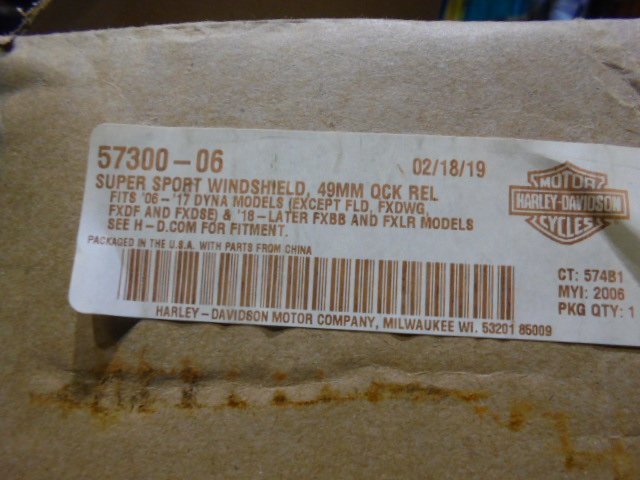 57300-06 02/18/19
SUPER SPORT WINDSHIELD, 49MM QCK REL
FITS '06 - '17 DYNA MODELS (EXCEPT FLD, FXDWG,
FXDF AND FXDSE) & '18-LATER FXBB AND FXLR MODELS
SEE H-D.COM FOR FITMENT.
PACKAGED IN THE U.S.A. WITH PARTS FROM CHINA
HARLEY-DAVIDSON MOTOR COMPANY, MILWAUKEE WI. 53201 85009
MOTOR
HARLEY-DAVIDSON
CYCLES
CT: 574B1
MYI: 2006
PKG QTY: 1